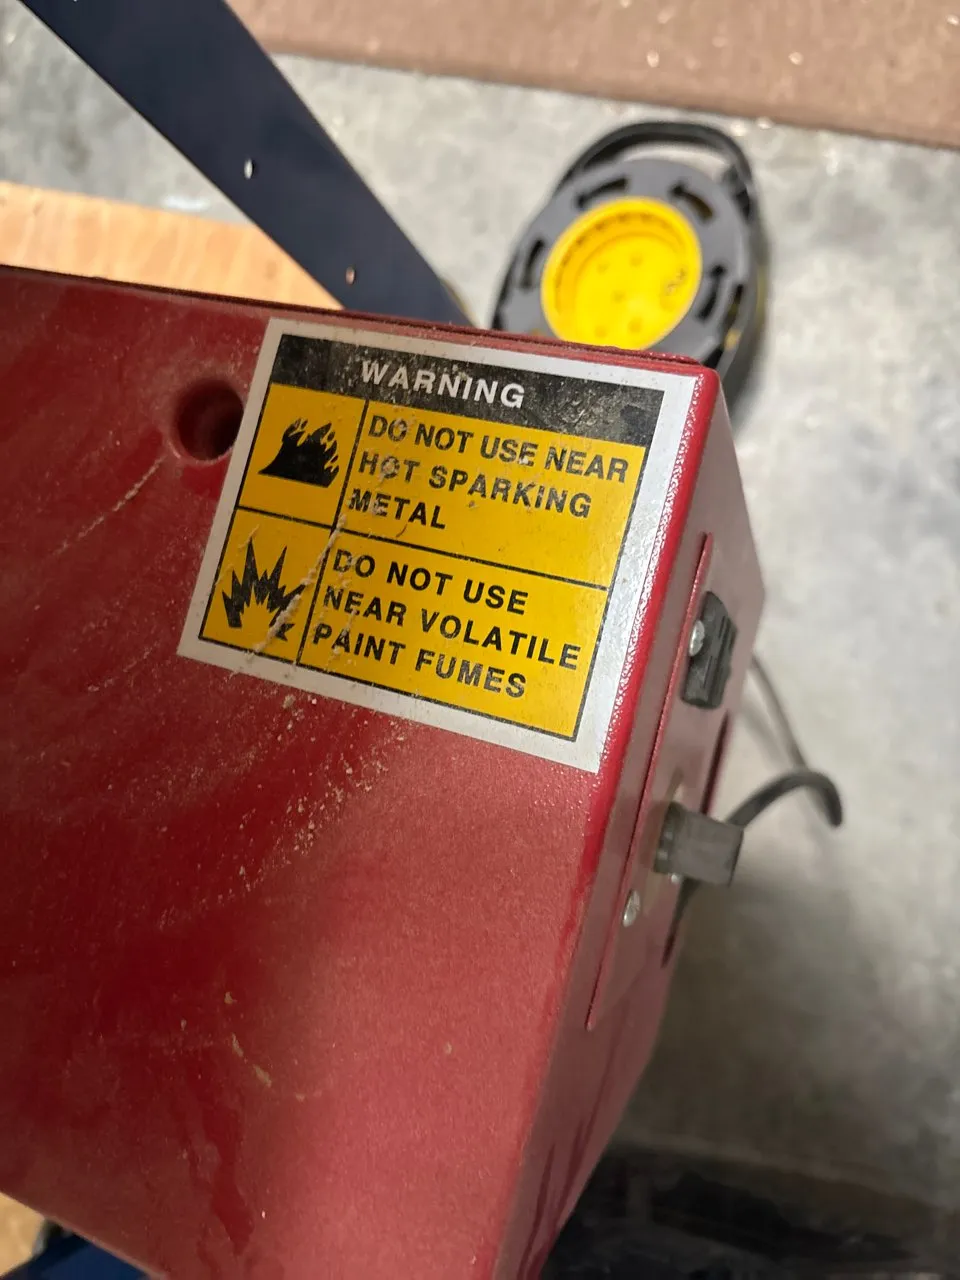 WARNING
DO NOT USE NEAR
HOT SPARKING
METAL
DO NOT USE
NEAR VOLATILE
PAINT FUMES